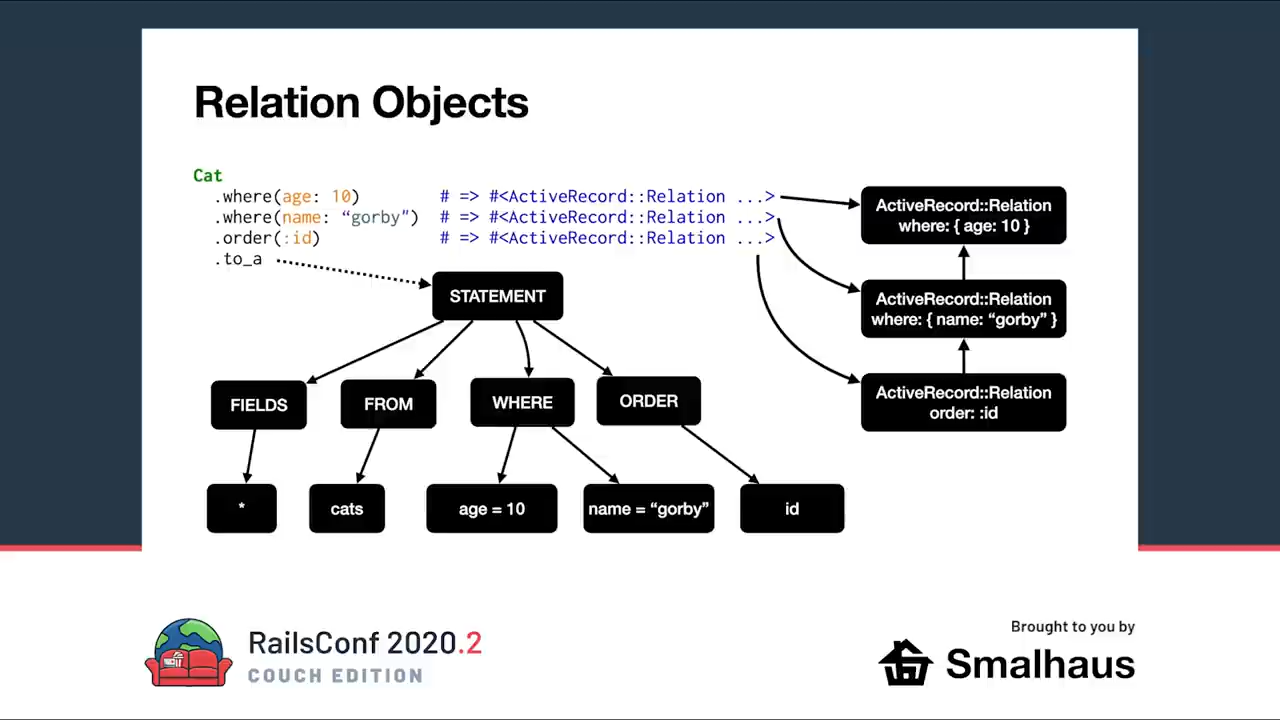 Relation Objects
Cat
.where(age: 10) # => #<ActiveRecord::Relation ...>
.where(name: “gorby”) # => #<ActiveRecord::Relation ...>
.order(:id) # => #<ActiveRecord::Relation ...>
.to_a
ActiveRecord::Relation
where: { age: 10 }
ActiveRecord::Relation
where: { name: “gorby” }
ActiveRecord::Relation
order: :id
STATEMENT
FIELDS
FROM
WHERE
ORDER
*
cats
age = 10
name = “gorby”
id
RailsConf 2020.2
COUCH EDITION
Brought to you by
Smalhaus